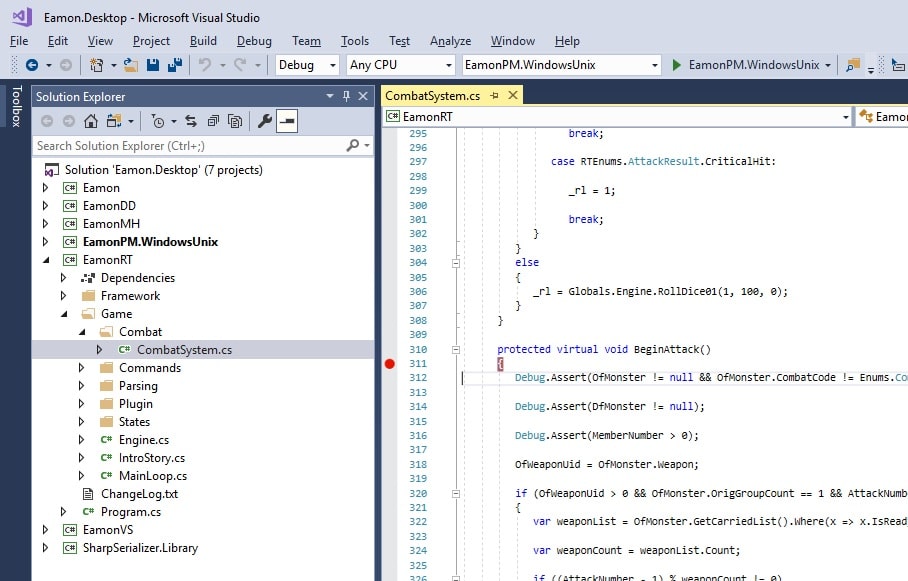 Eamon.Desktop - Microsoft Visual Studio
File Edit View Project Build Debug Team Tools Test Analyze Window Help
Debug Any CPU EamonPM.WindowsUnix EamonPM.WindowsUnix
Toolbox
Solution Explorer
Search Solution Explorer (Ctrl+;)
Solution 'Eamon.Desktop' (7 projects)
C# Eamon
C# EamonDD
C# EamonMH
C# EamonPM.WindowsUnix
C# EamonRT
Dependencies
Framework
Game
Combat
C# CombatSystem.cs
Commands
Parsing
Plugin
States
C# Engine.cs
C# IntroStory.cs
C# MainLoop.cs
ChangeLog.txt
C# Program.cs
C# EamonVS
C# SharpSerializer.Library
CombatSystem.cs
C# EamonRT Eamon
295 break;
296
297 case RTEnums.AttackResult.CriticalHit:
298
299 _rl = 1;
300
301 break;
302 }
303 }
304 else
305 {
306 _rl = Globals.Engine.RollDice01(1, 100, 0);
307 }
308 }
309
310 protected virtual void BeginAttack()
311 {
312 Debug.Assert(OfMonster != null && OfMonster.CombatCode != Enums.Co
313
314 Debug.Assert(DfMonster != null);
315
316 Debug.Assert(MemberNumber > 0);
317
318 OfWeaponUid = OfMonster.Weapon;
319
320 if (OfWeaponUid > 0 && OfMonster.OrigGroupCount == 1 && AttackNumb
321 {
322 var weaponList = OfMonster.GetCarriedList().Where(x => x.IsRead
323
324 var weaponCount = weaponList.Count;
325
326 if ((AttackNumber - 1) % weaponCount != 0)